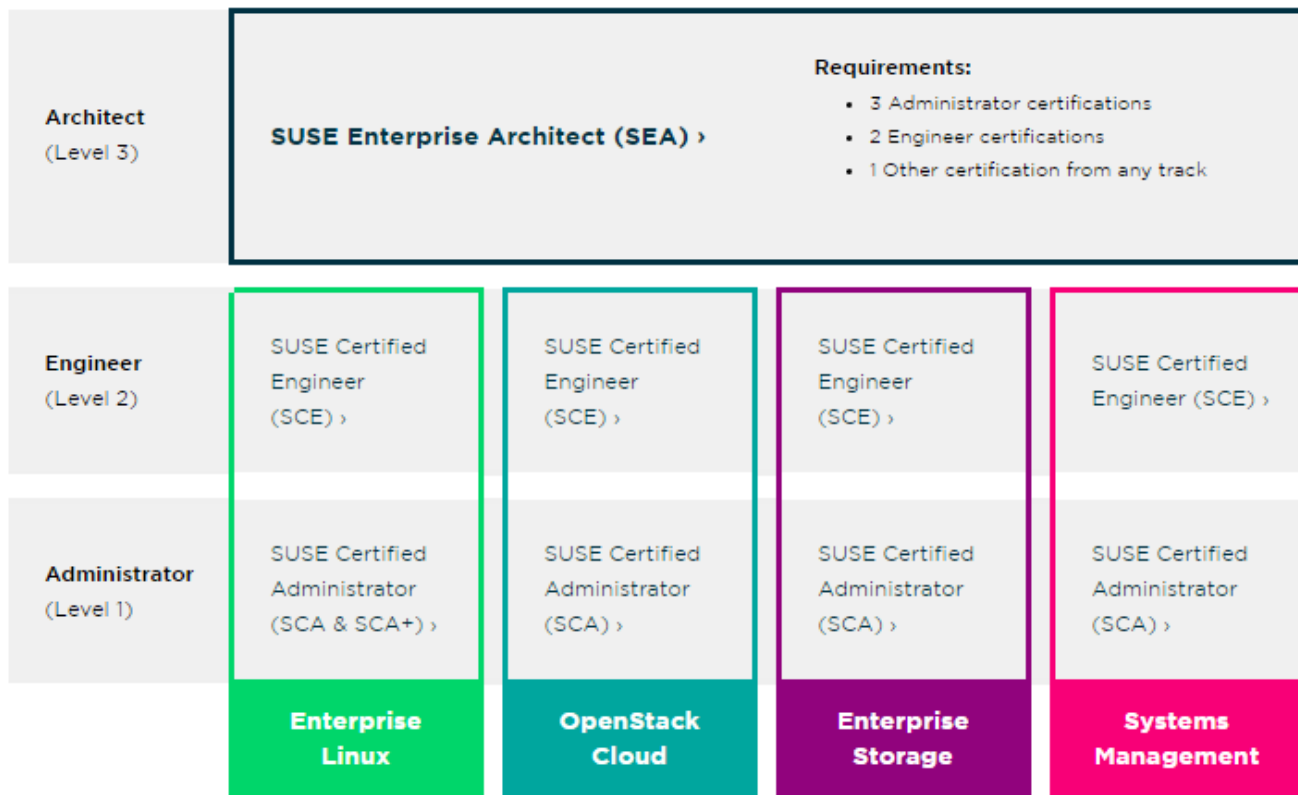 Architect
(Level 3)
SUSE Enterprise Architect (SEA) ›
Requirements:
• 3 Administrator certifications
• 2 Engineer certifications
• 1 Other certification from any track
Engineer
(Level 2)
SUSE Certified
Engineer
(SCE) ›
SUSE Certified
Engineer
(SCE) ›
SUSE Certified
Engineer
(SCE) ›
SUSE Certified
Engineer (SCE) ›
Administrator
(Level 1)
SUSE Certified
Administrator
(SCA & SCA+) ›
SUSE Certified
Administrator
(SCA) ›
SUSE Certified
Administrator
(SCA) ›
SUSE Certified
Administrator
(SCA) ›
Enterprise
Linux
OpenStack
Cloud
Enterprise
Storage
Systems
Management